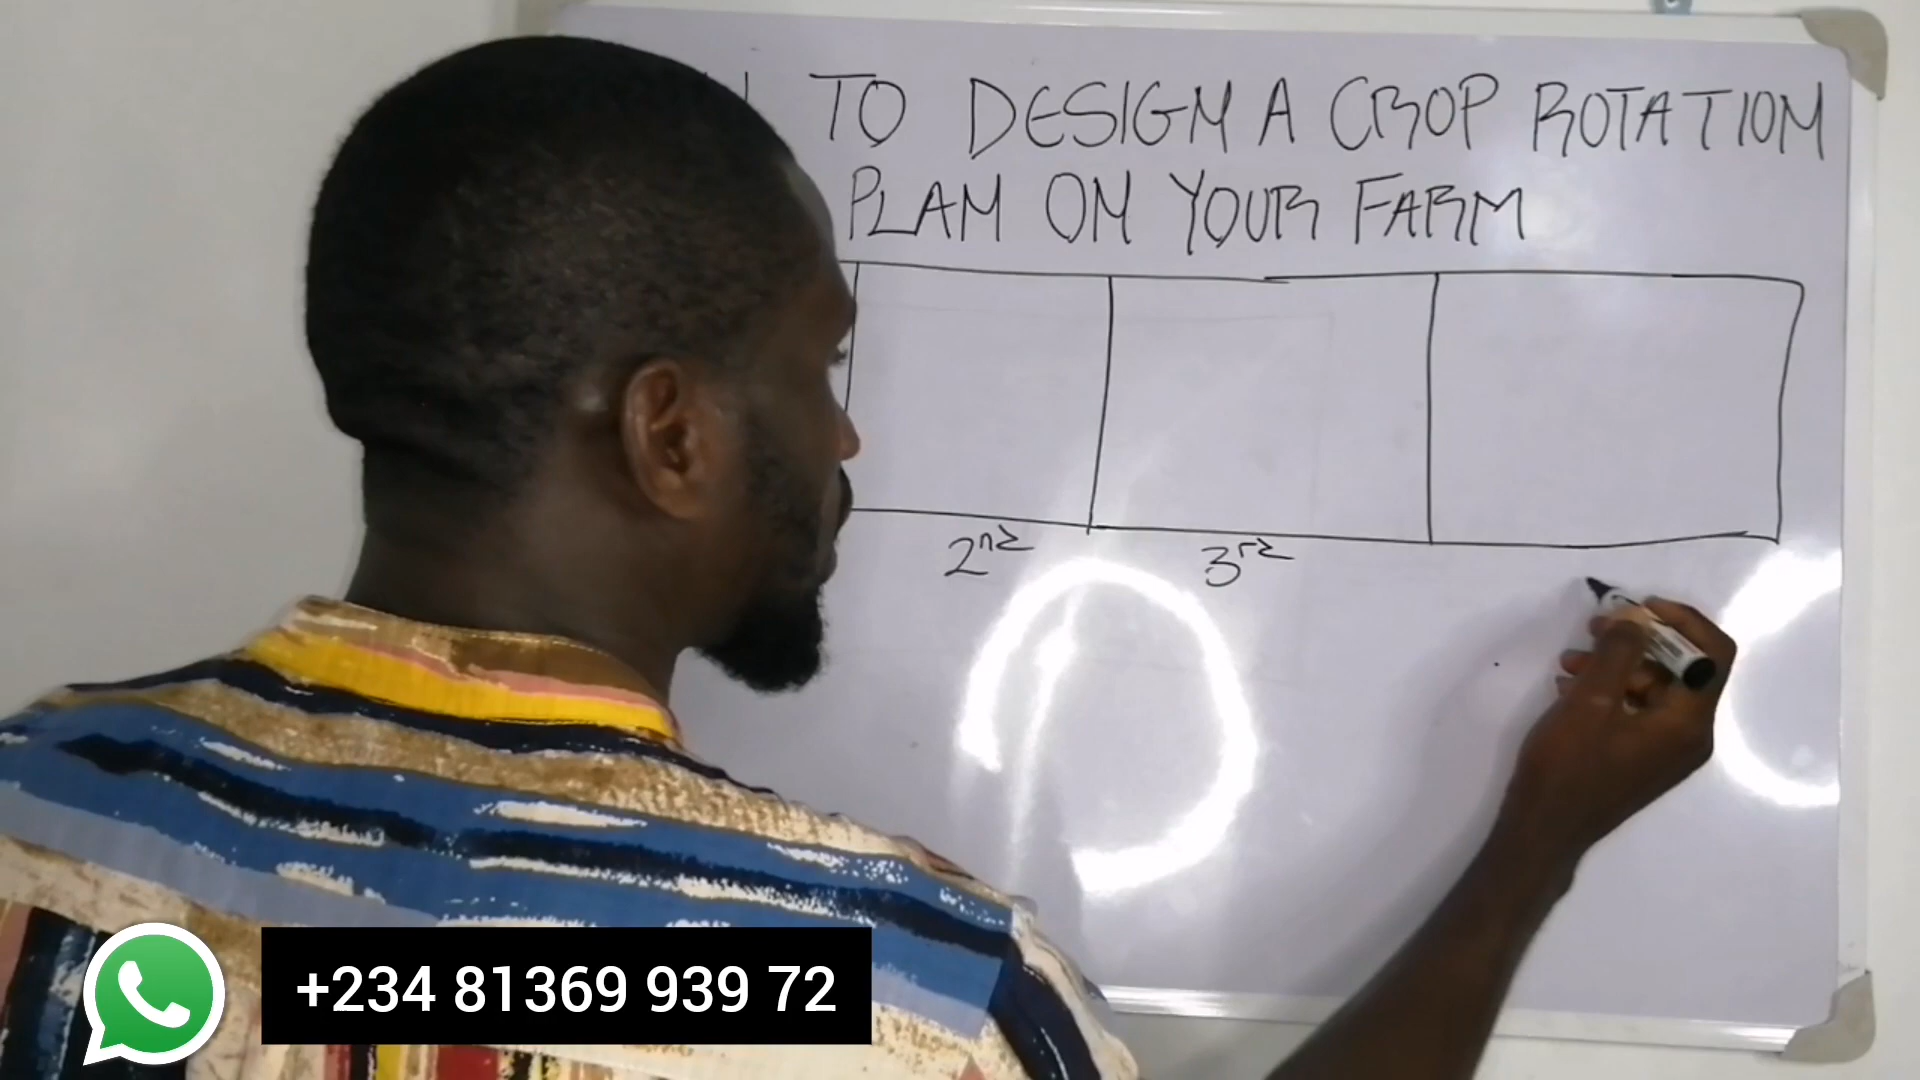 TO DESIGN A CROP ROTATION
PLAN ON YOUR FARM
2nd
3rd
+234 81369 939 72